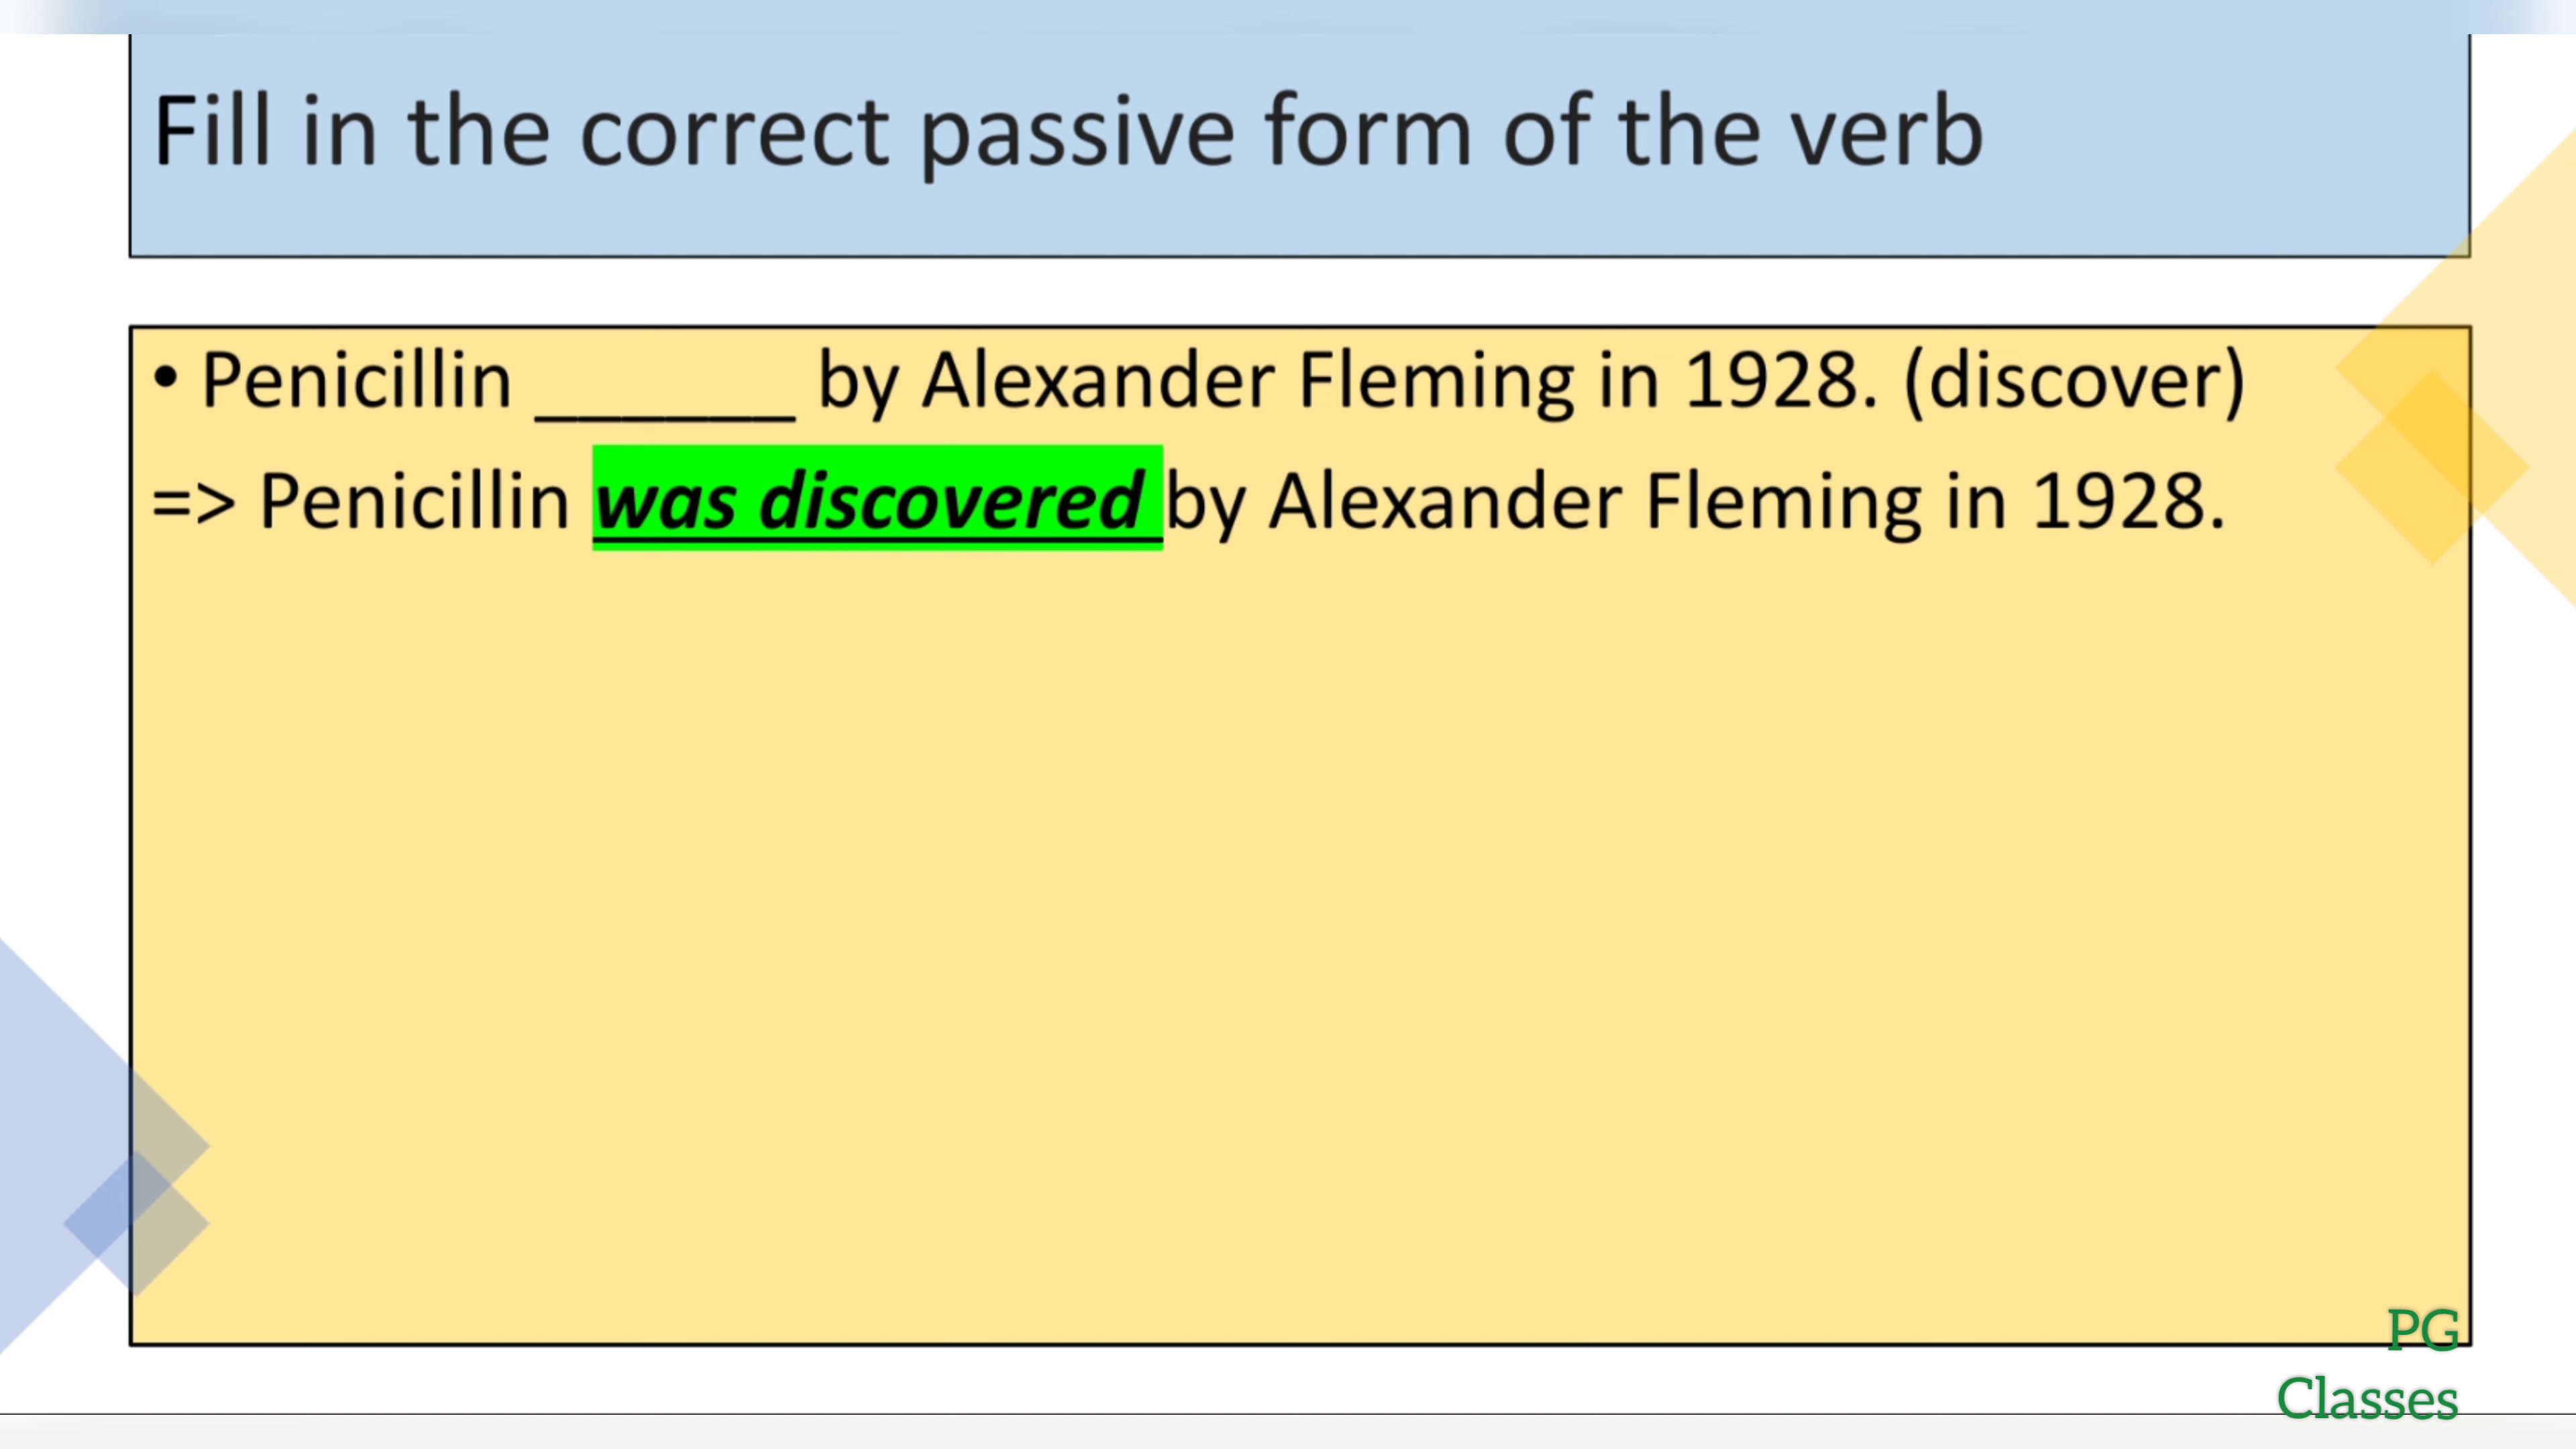 Fill in the correct passive form of the verb
• Penicillin ______ by Alexander Fleming in 1928. (discover)
=> Penicillin was discovered by Alexander Fleming in 1928.
PG
Classes